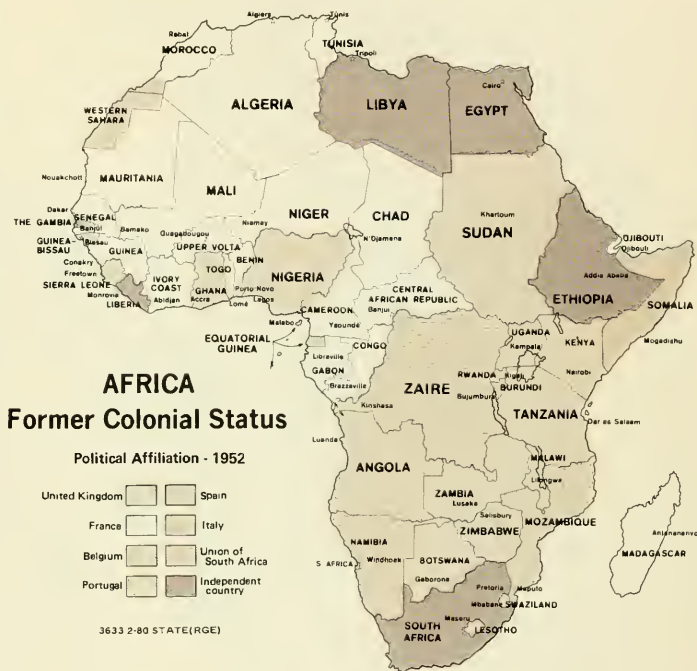 Algiers
Tunis
Rabat
MOROCCO
TUNISIA
Tripoli
ALGERIA
LIBYA
Cairo
EGYPT
WESTERN
SAHARA
Nouakchott
MAURITANIA
MALI
NIGER
CHAD
SUDAN
Khartoum
Dakar
SENEGAL
THE GAMBIA
Banjul
Bamako
Niamey
N'Djamena
DJIBOUTI
Djibouti
GUINEA-
BISSAU
Bissau
Ouagadougou
UPPER VOLTA
GUINEA
BENIN
NIGERIA
Conakry
Freetown
SIERRA LEONE
IVORY
COAST
TOGO
GHANA
Porto-Novo
Monrovia
LIBERIA
Abidjan
Accra
Lomé
Lagos
Addis Ababa
ETHIOPIA
SOMALIA
CENTRAL
AFRICAN REPUBLIC
CAMEROON
Bangui
Malabo
Yaoundé
EQUATORIAL
GUINEA
CONGO
UGANDA
Kampala
KENYA
Mogadishu
Libreville
GABON
ZAIRE
RWANDA
Kigali
Nairobi
Brazzaville
BURUNDI
Bujumbura
Kinshasa
TANZANIA
Dar es Salaam
Luanda
ANGOLA
MALAWI
Lilongwe
ZAMBIA
Lusaka
Salisbury
MOZAMBIQUE
ZIMBABWE
Antananarivo
MADAGASCAR
NAMIBIA
Windhoek
BOTSWANA
S AFRICA
Gaborone
Pretoria
Maputo
Mbabane
SWAZILAND
SOUTH
AFRICA
Maseru
LESOTHO
AFRICA
Former Colonial Status
Political Affiliation - 1952
United Kingdom
Spain
France
Italy
Belgium
Union of
South Africa
Portugal
Independent
country
3633 2-80 STATE(RGE)